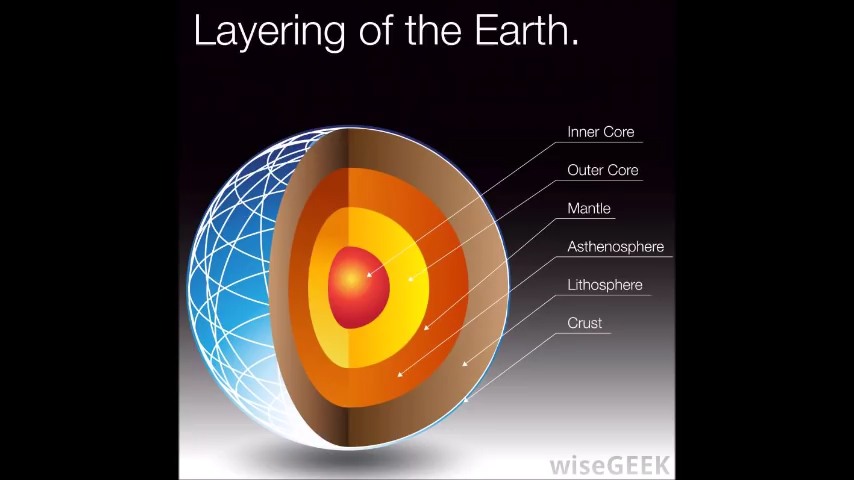 Layering of the Earth.
Inner Core
Outer Core
Mantle
Asthenosphere
Lithosphere
Crust
wiseGEEK